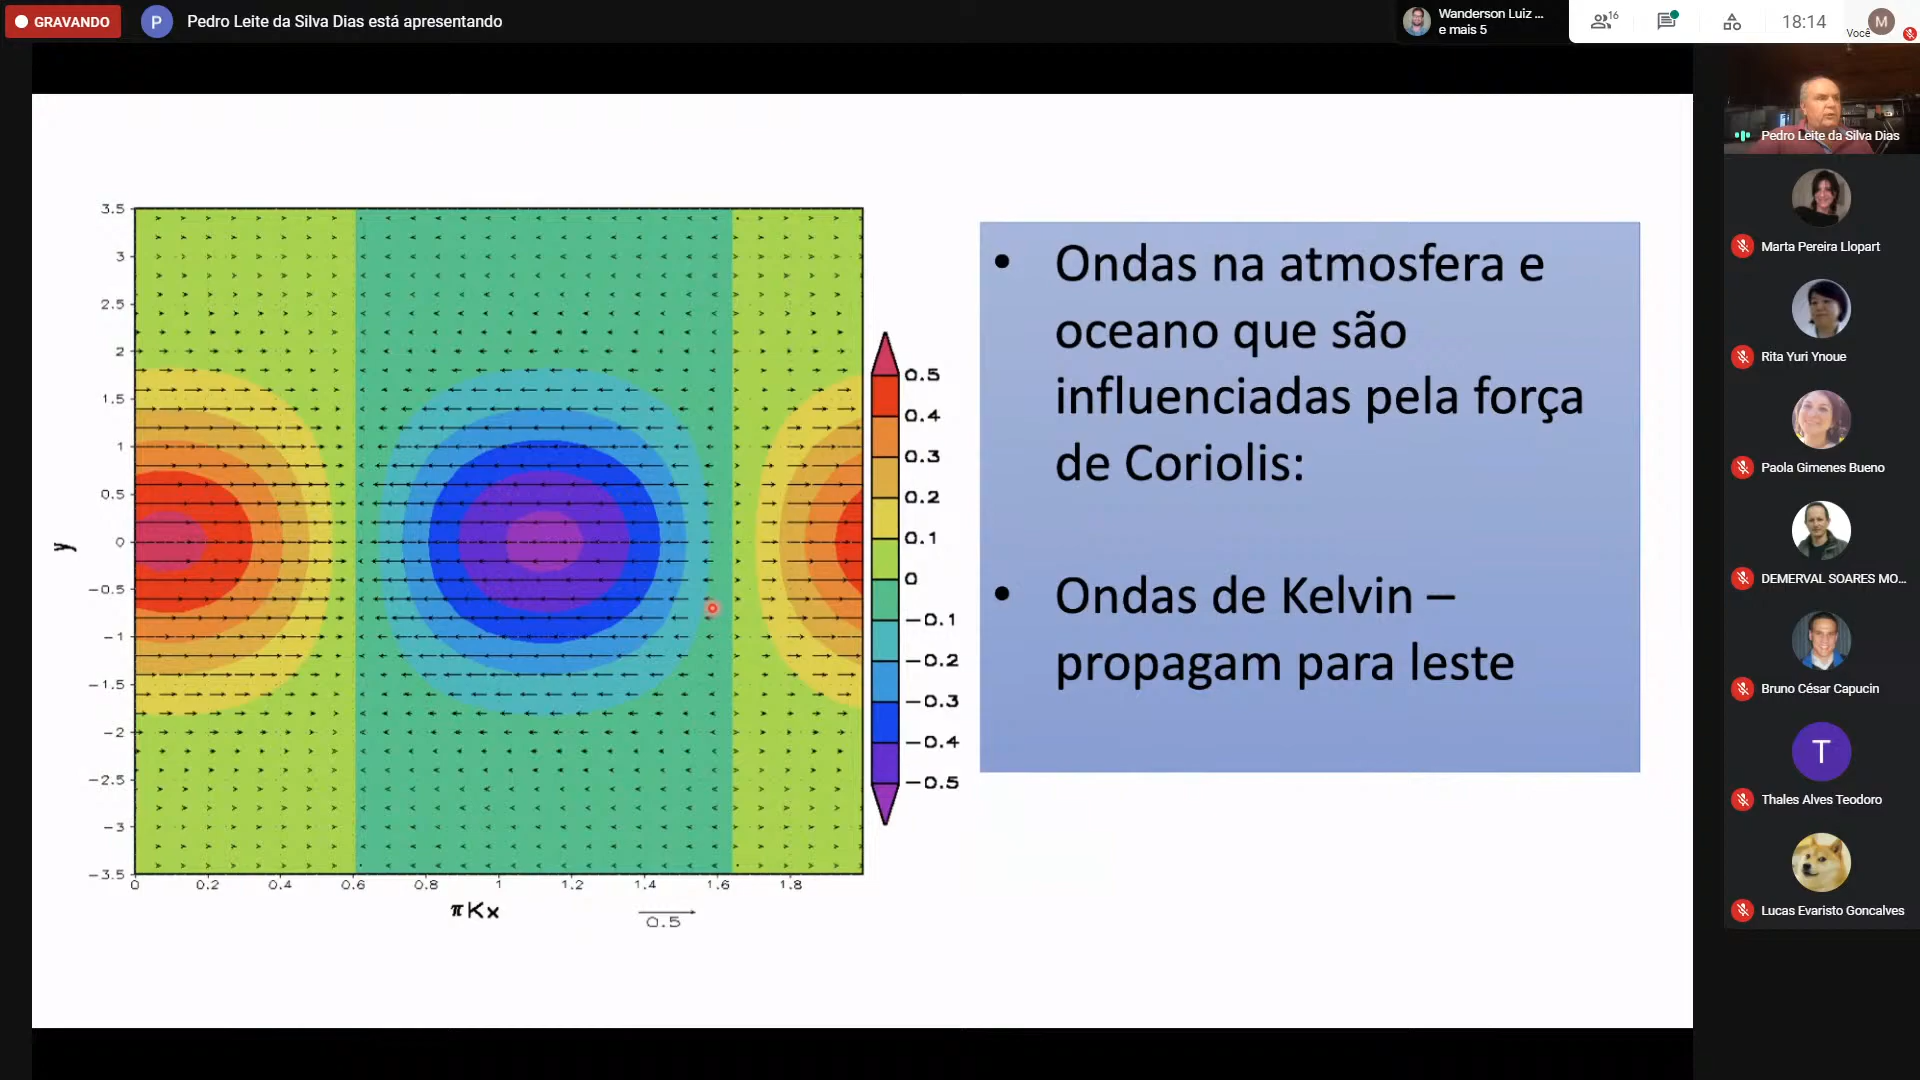 GRAVANDO
P
Pedro Leite da Silva Dias está apresentando
Wanderson Luiz ...
e mais 5
16
18:14
Você
M
3.5
3
2.5
2
1.5
1
0.5
0
−0.5
−1
−1.5
−2
−2.5
−3
−3.5
y
0
0.2
0.4
0.6
0.8
1
1.2
1.4
1.6
1.8
πKx
0.5
0.5
0.4
0.3
0.2
0.1
0
−0.1
−0.2
−0.3
−0.4
−0.5
• Ondas na atmosfera e
oceano que são
influenciadas pela força
de Coriolis:
• Ondas de Kelvin –
propagam para leste
Pedro Leite da Silva Dias
Marta Pereira Llopart
Rita Yuri Ynoue
Paola Gimenes Bueno
DEMERVAL SOARES MO...
Bruno César Capucin
T
Thales Alves Teodoro
Lucas Evaristo Goncalves